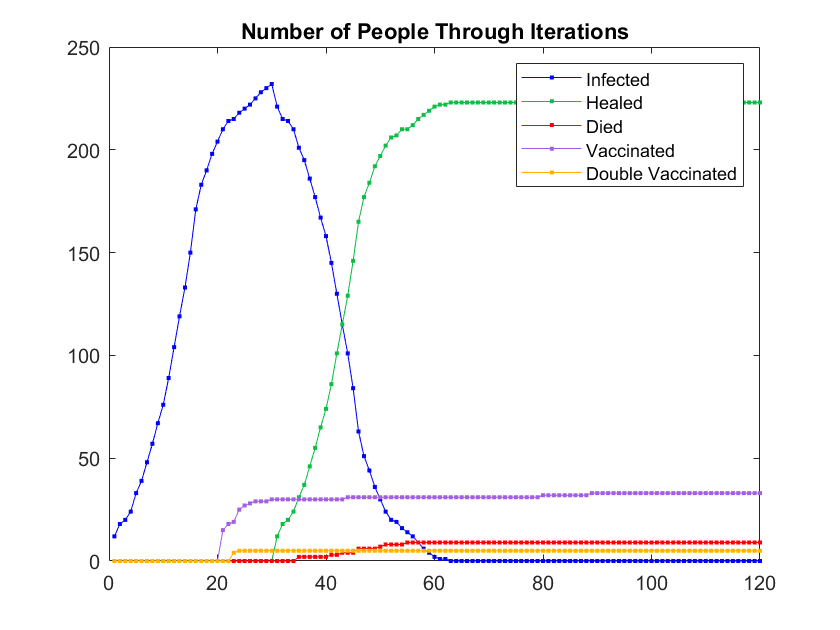 Number of People Through Iterations
250
200
150
100
50
0
Infected
Healed
Died
Vaccinated
Double Vaccinated
0 20 40 60 80 100 120